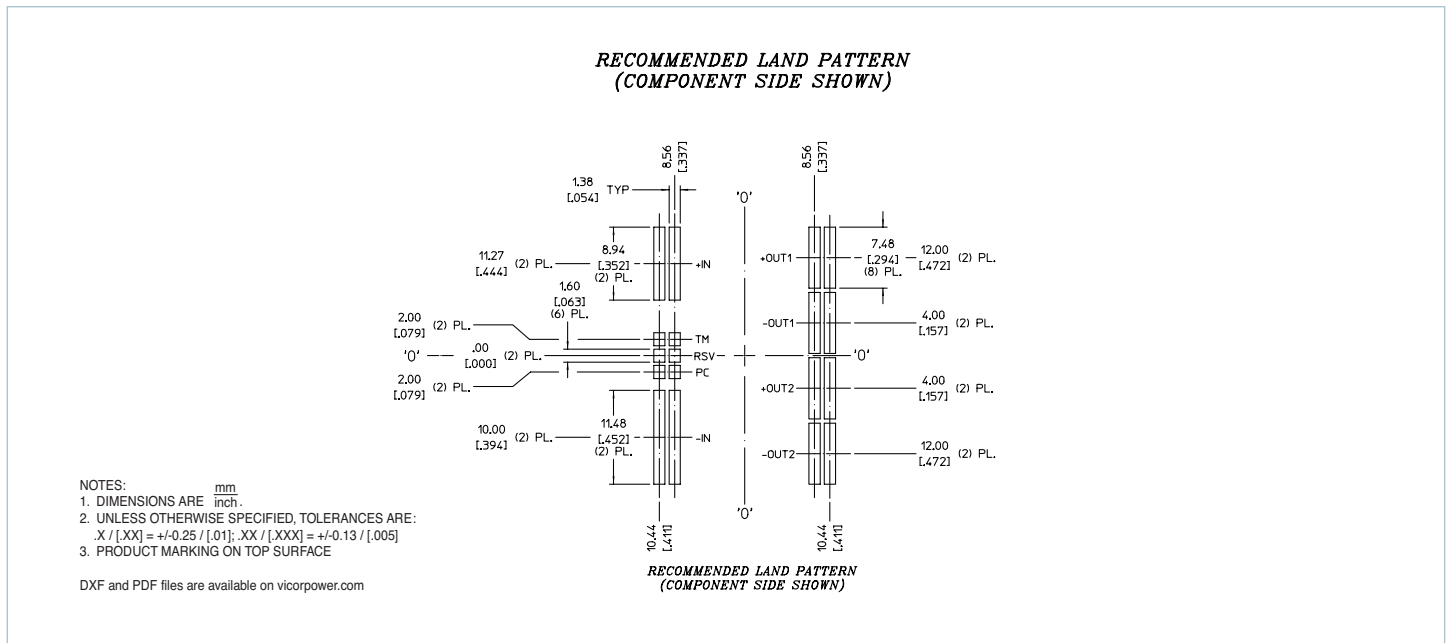 RECOMMENDED LAND PATTERN
(COMPONENT SIDE SHOWN)
8.56
[.337]
8.56
[.337]
1.38
[.054]
TYP
'0'
11.27
[.444]
(2) PL.
8.94
[.352]
(2) PL.
+IN
+OUT1
7.48
[.294]
(8) PL.
12.00
[.472]
(2) PL.
1.60
[.063]
(6) PL.
2.00
[.079]
(2) PL.
TM
-OUT1
4.00
[.157]
(2) PL.
'0'
.00
[.000]
(2) PL.
RSV
'0'
2.00
[.079]
(2) PL.
PC
+OUT2
4.00
[.157]
(2) PL.
10.00
[.394]
(2) PL.
11.48
[.452]
(2) PL.
-IN
-OUT2
12.00
[.472]
(2) PL.
'0'
10.44
[.411]
10.44
[.411]
RECOMMENDED LAND PATTERN
(COMPONENT SIDE SHOWN)
NOTES:
1. DIMENSIONS ARE mm
inch.
2. UNLESS OTHERWISE SPECIFIED, TOLERANCES ARE:
.X / [.XX] = +/-0.25 / [.01]; .XX / [.XXX] = +/-0.13 / [.005]
3. PRODUCT MARKING ON TOP SURFACE
DXF and PDF files are available on vicorpower.com